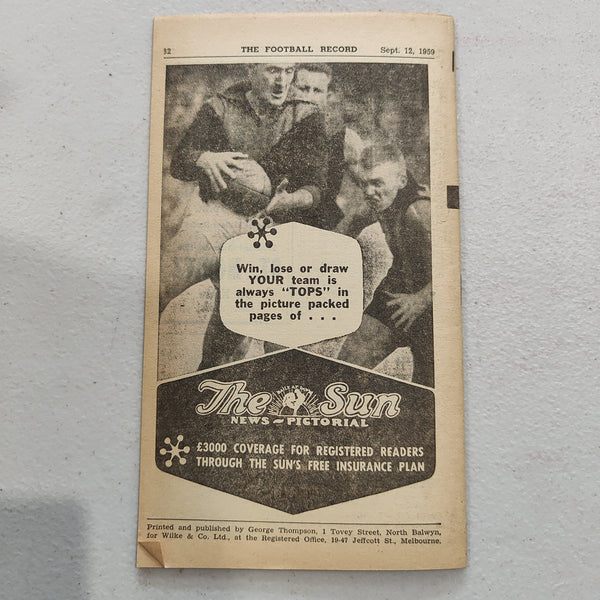 32 THE FOOTBALL RECORD Sept. 12, 1959
Win, lose or draw
YOUR team is
always "TOPS" in
the picture packed
pages of . . .
The Sun
NEWS-PICTORIAL
£3000 COVERAGE FOR REGISTERED READERS
THROUGH THE SUN'S FREE INSURANCE PLAN
Printed and published by George Thompson, 1 Tovey Street, North Balwyn,
for Wilke & Co. Ltd., at the Registered Office, 19-47 Jeffcott St., Melbourne.